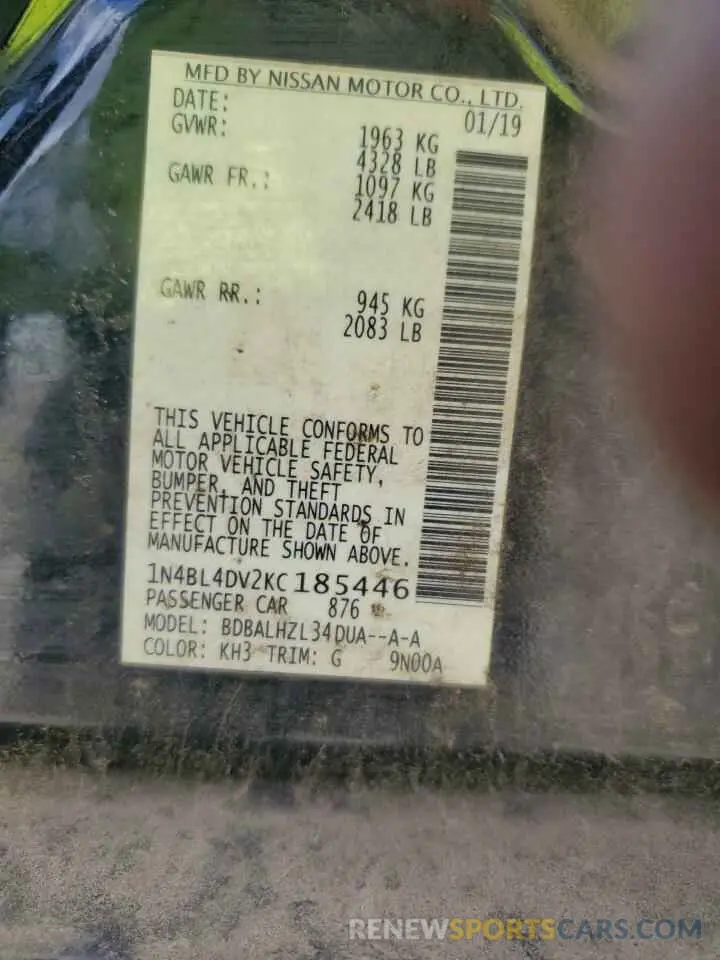 MFD BY NISSAN MOTOR CO., LTD.
DATE: 01/19
GVWR: 1963 KG
4328 LB
GAWR FR.: 1097 KG
2418 LB
GAWR RR.: 945 KG
2083 LB
THIS VEHICLE CONFORMS TO
ALL APPLICABLE FEDERAL
MOTOR VEHICLE SAFETY,
BUMPER, AND THEFT
PREVENTION STANDARDS IN
EFFECT ON THE DATE OF
MANUFACTURE SHOWN ABOVE.
1N4BL4DV2KC185446
PASSENGER CAR 876
MODEL: BDBALHZL34DUA--A-A
COLOR: KH3 TRIM: G 9N00A
RENEWSPORTSCARS.COM